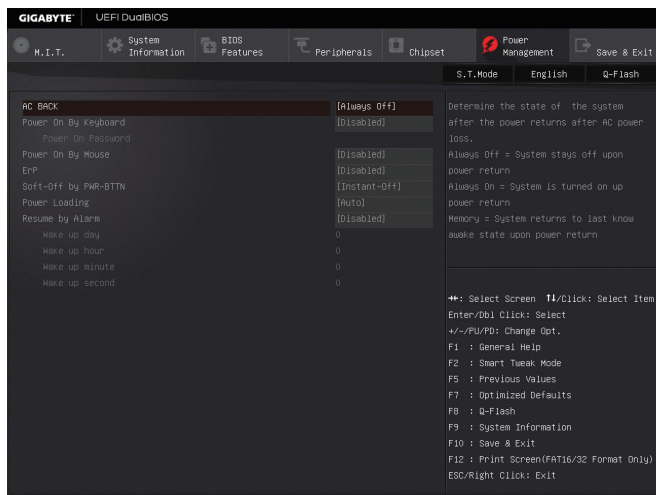 GIGABYTE™ UEFI DualBIOS
M.I.T.
System Information
BIOS Features
Peripherals
Chipset
Power Management
Save & Exit
S.T.Mode English Q-Flash
AC BACK [Always Off]
Power On By Keyboard [Disabled]
Power On Password
Power On By Mouse [Disabled]
ErP [Disabled]
Soft-Off by PWR-BTTN [Instant-Off]
Power Loading [Auto]
Resume by Alarm [Disabled]
Wake up day 0
Wake up hour 0
Wake up minute 0
Wake up second 0
Determine the state of the system
after the power returns after AC power
loss.
Always Off = System stays off upon
power return
Always On = System is turned on up
power return
Memory = System returns to last know
awake state upon power return
→←: Select Screen ↑↓/Click: Select Item
Enter/Dbl Click: Select
+/-/PU/PD: Change Opt.
F1 : General Help
F2 : Smart Tweak Mode
F5 : Previous Values
F7 : Optimized Defaults
F8 : Q-Flash
F9 : System Information
F10 : Save & Exit
F12 : Print Screen(FAT16/32 Format Only)
ESC/Right Click: Exit